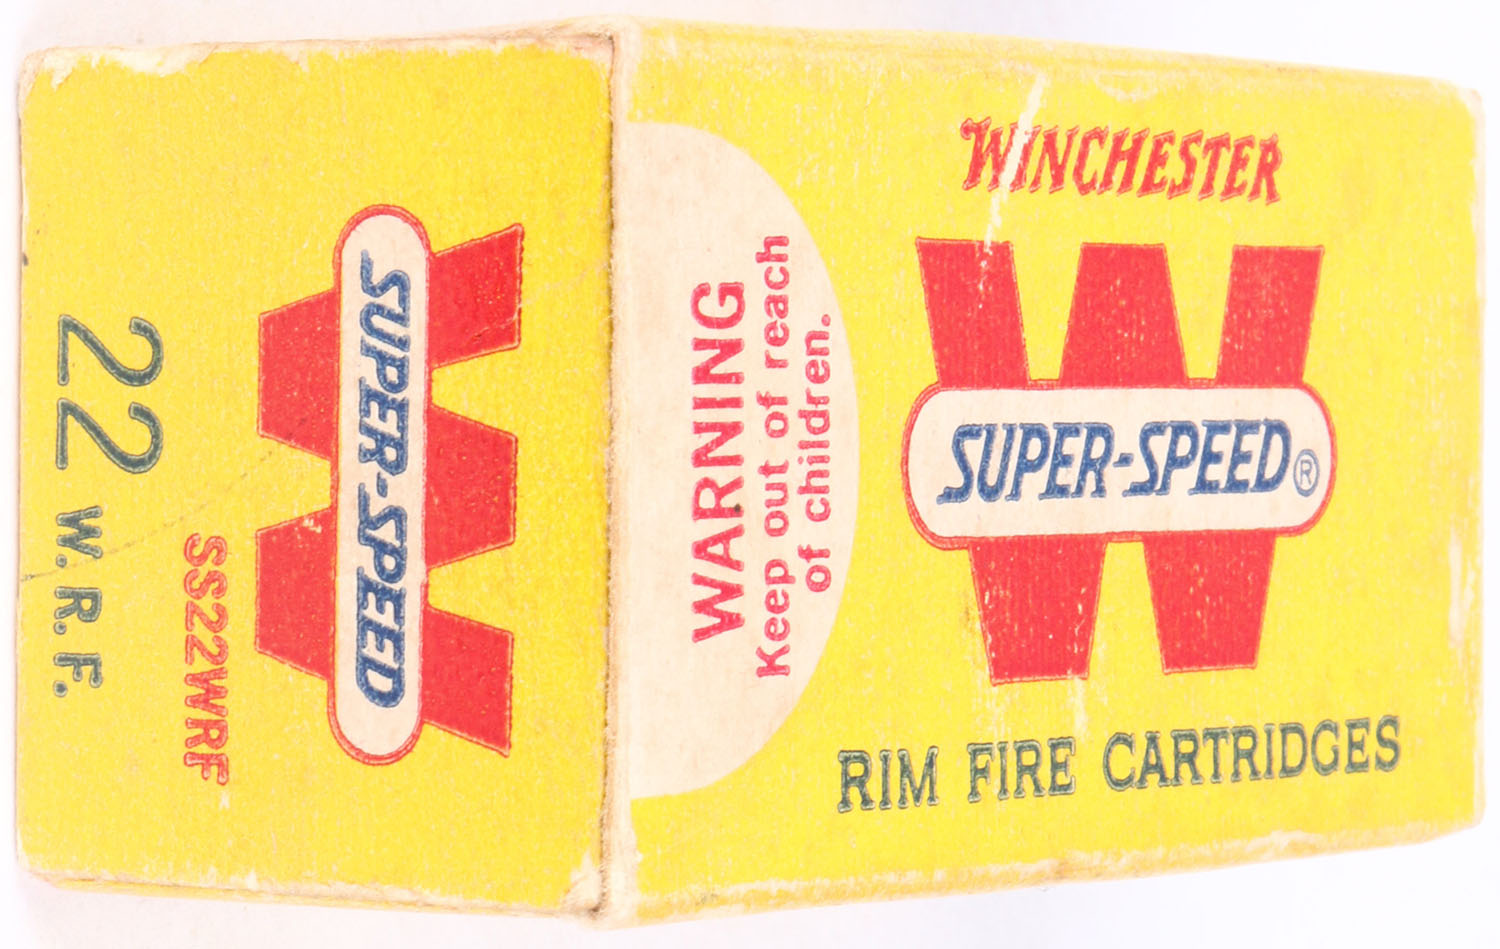 SUPER-SPEED
SS22WRF
22 W.R.F.
WARNING
Keep out of reach
of children.
WINCHESTER
SUPER-SPEED®
RIM FIRE CARTRIDGES